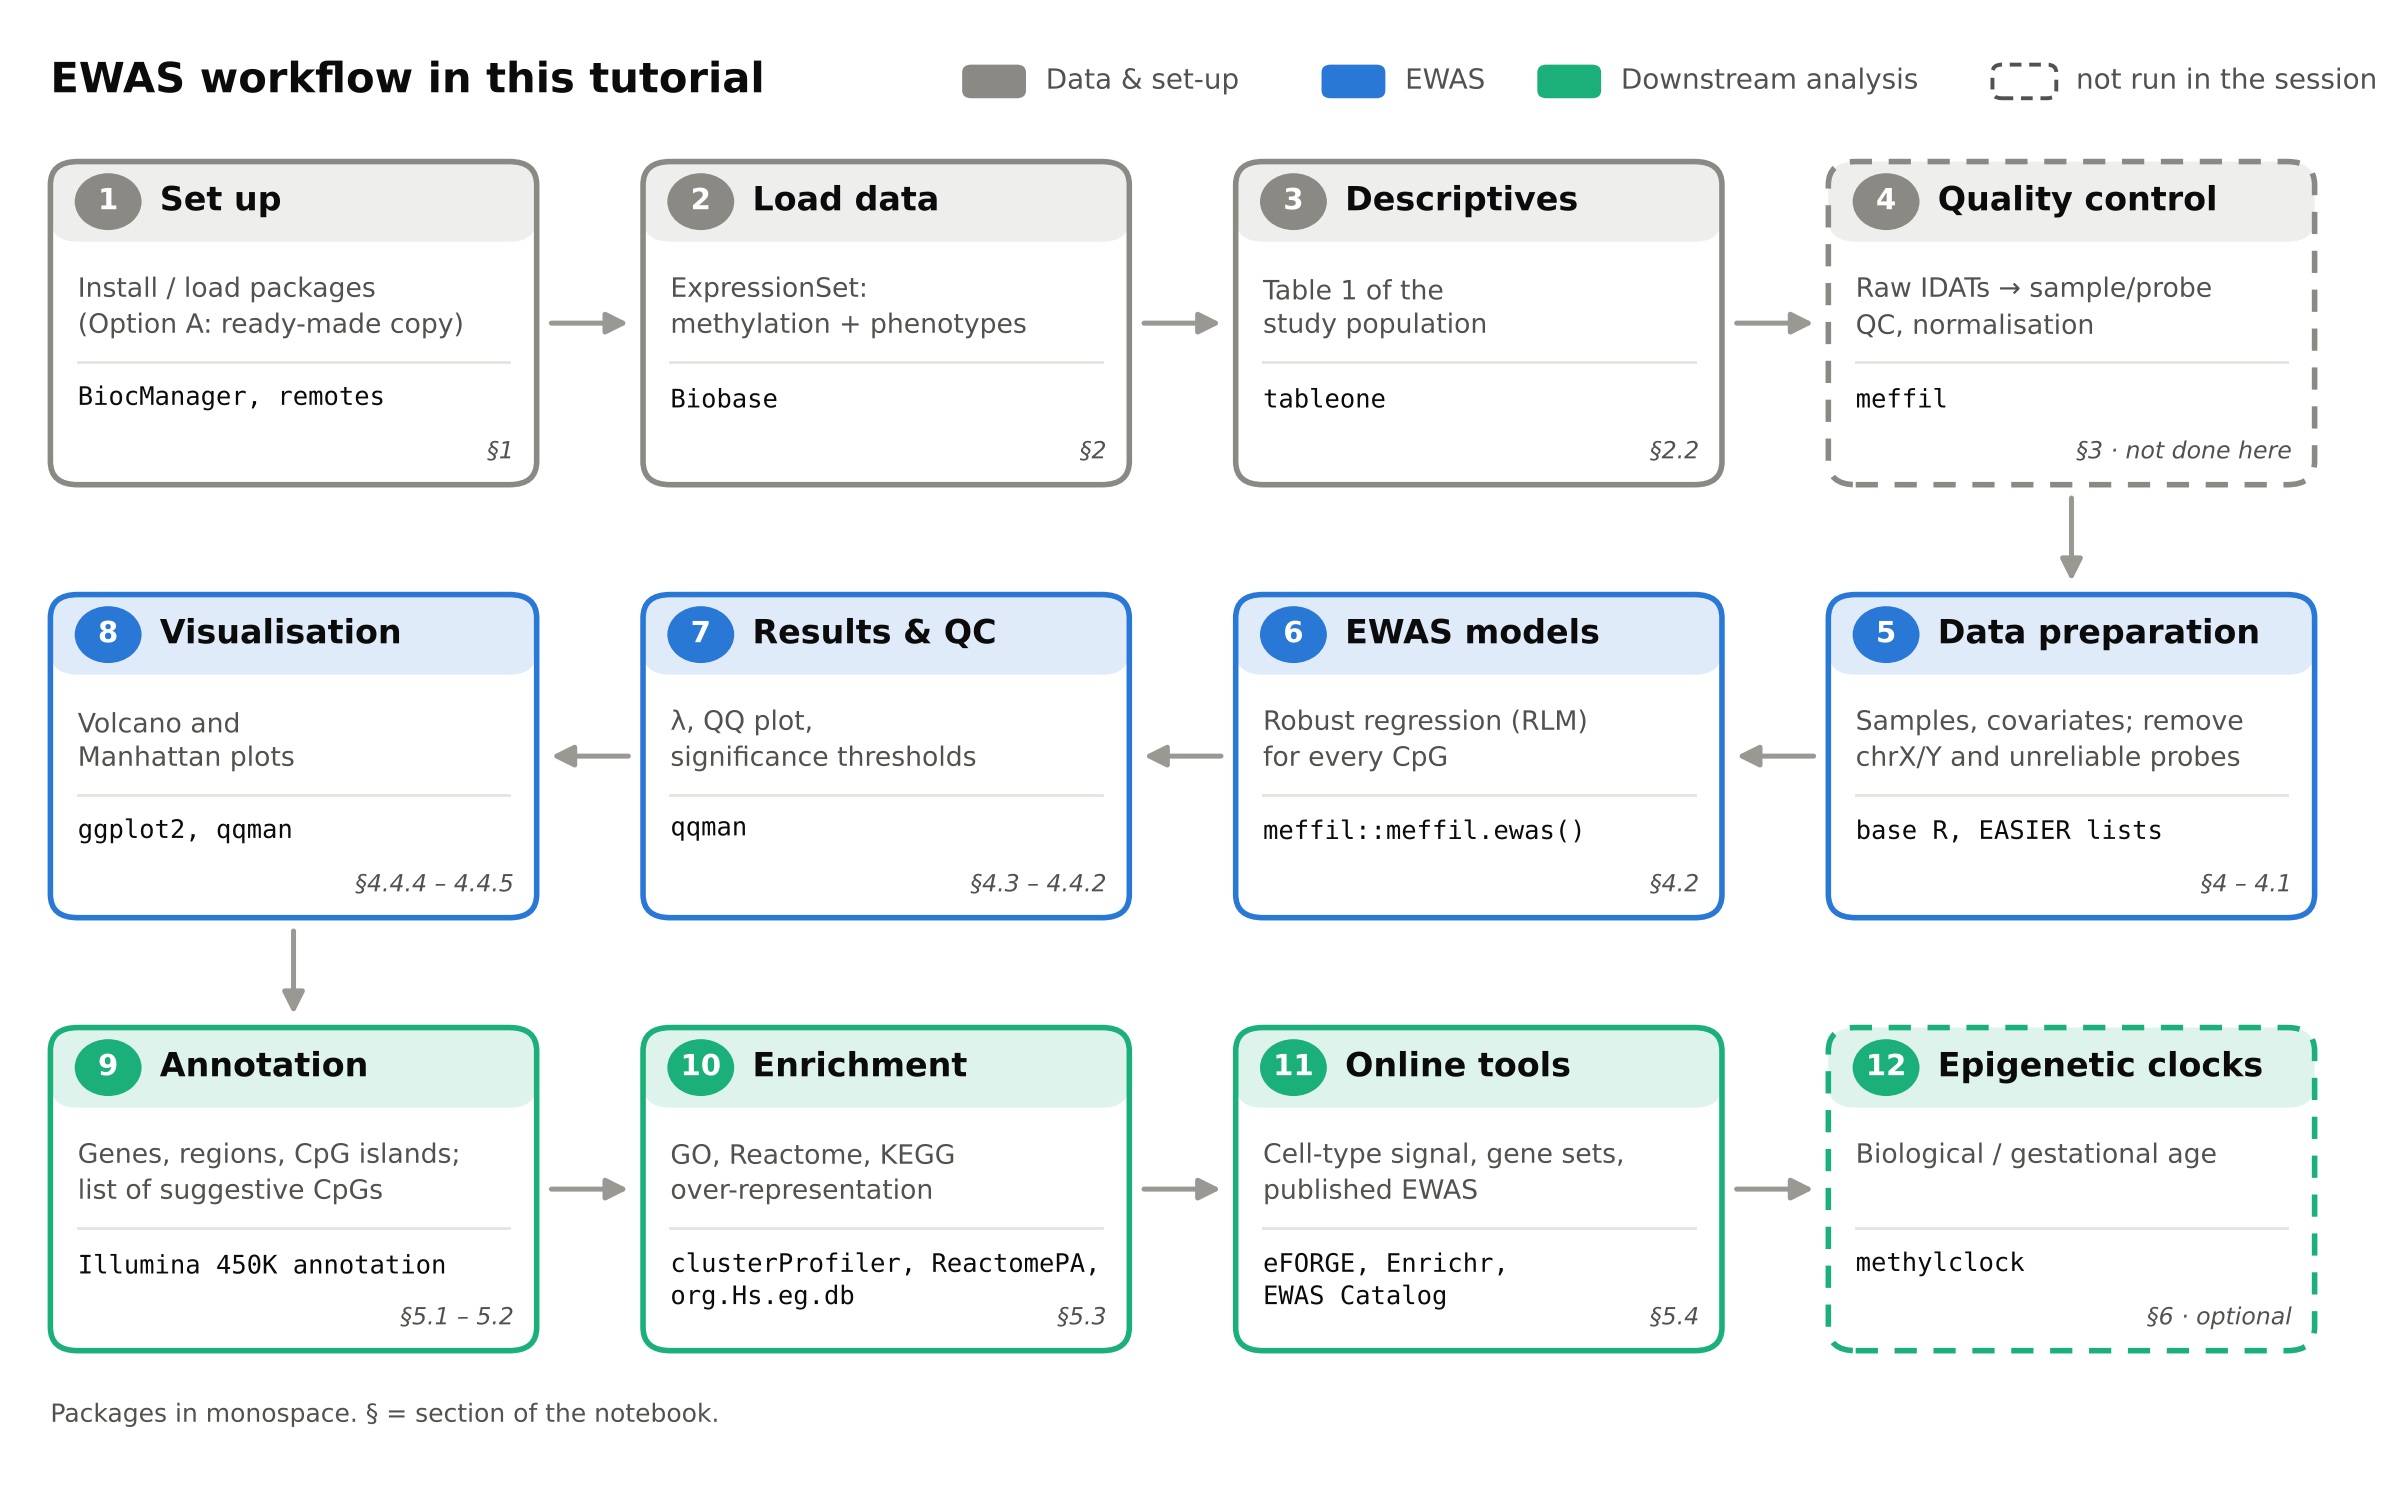 EWAS workflow in this tutorial
Data & set-up
EWAS
Downstream analysis
not run in the session
1 Set up
Install / load packages
(Option A: ready-made copy)
BiocManager, remotes
§1
2 Load data
ExpressionSet:
methylation + phenotypes
Biobase
§2
3 Descriptives
Table 1 of the
study population
tableone
§2.2
4 Quality control
Raw IDATs → sample/probe
QC, normalisation
meffil
§3 · not done here
5 Data preparation
Samples, covariates; remove
chrX/Y and unreliable probes
base R, EASIER lists
§4 – 4.1
6 EWAS models
Robust regression (RLM)
for every CpG
meffil::meffil.ewas()
§4.2
7 Results & QC
λ, QQ plot,
significance thresholds
qqman
§4.3 – 4.4.2
8 Visualisation
Volcano and
Manhattan plots
ggplot2, qqman
§4.4.4 – 4.4.5
9 Annotation
Genes, regions, CpG islands;
list of suggestive CpGs
Illumina 450K annotation
§5.1 – 5.2
10 Enrichment
GO, Reactome, KEGG
over-representation
clusterProfiler, ReactomePA,
org.Hs.eg.db
§5.3
11 Online tools
Cell-type signal, gene sets,
published EWAS
eFORGE, Enrichr,
EWAS Catalog
§5.4
12 Epigenetic clocks
Biological / gestational age
methylclock
§6 · optional
Packages in monospace. § = section of the notebook.